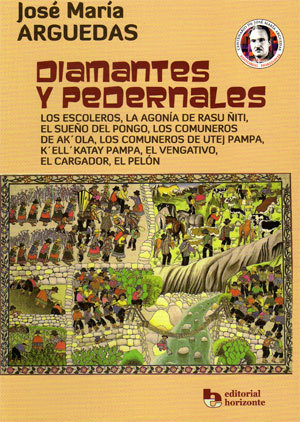 José María
ARGUEDAS
DIAMANTES
Y PEDERNALES
LOS ESCOLEROS, LA AGONÍA DE RASU ÑITI,
EL SUEÑO DEL PONGO, LOS COMUNEROS
DE AK´OLA, LOS COMUNEROS DE UTEJ PAMPA,
K´ELL´KATAY PAMPA, EL VENGATIVO,
EL CARGADOR, EL PELÓN
editorial
horizonte